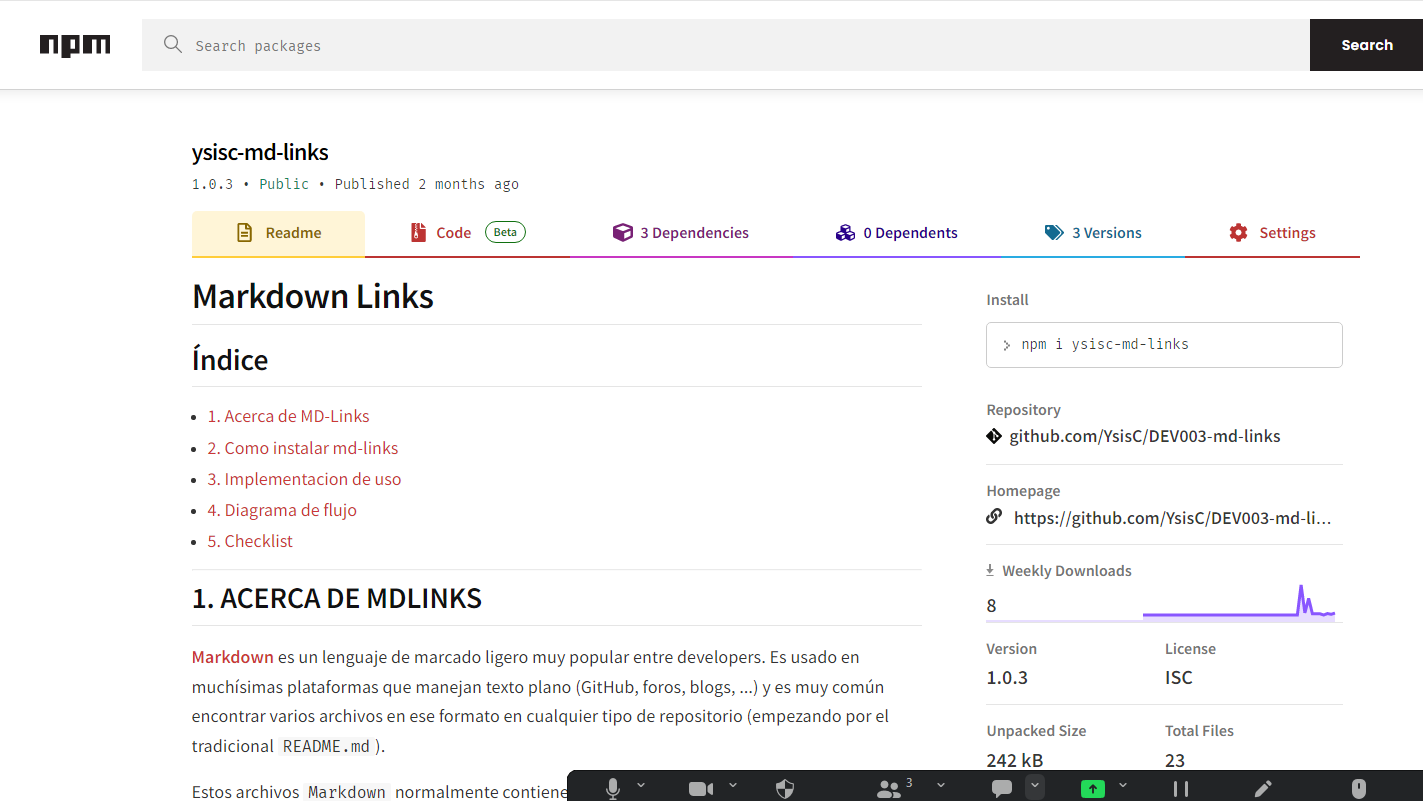 npm
Search packages
Search
ysisc-md-links
1.0.3 • Public • Published 2 months ago
Readme
Code Beta
3 Dependencies
0 Dependents
3 Versions
Settings
Markdown Links
Índice
• 1. Acerca de MD-Links
• 2. Como instalar md-links
• 3. Implementacion de uso
• 4. Diagrama de flujo
• 5. Checklist
1. ACERCA DE MDLINKS
Markdown es un lenguaje de marcado ligero muy popular entre developers. Es usado en
muchísimas plataformas que manejan texto plano (GitHub, foros, blogs, ...) y es muy común
encontrar varios archivos en ese formato en cualquier tipo de repositorio (empezando por el
tradicional README.md ).
Estos archivos Markdown normalmente contiene
Install
npm i ysisc-md-links
Repository
github.com/YsisC/DEV003-md-links
Homepage
https://github.com/YsisC/DEV003-md-li...
Weekly Downloads
8
Version
License
1.0.3
ISC
Unpacked Size
Total Files
242 kB
23
3